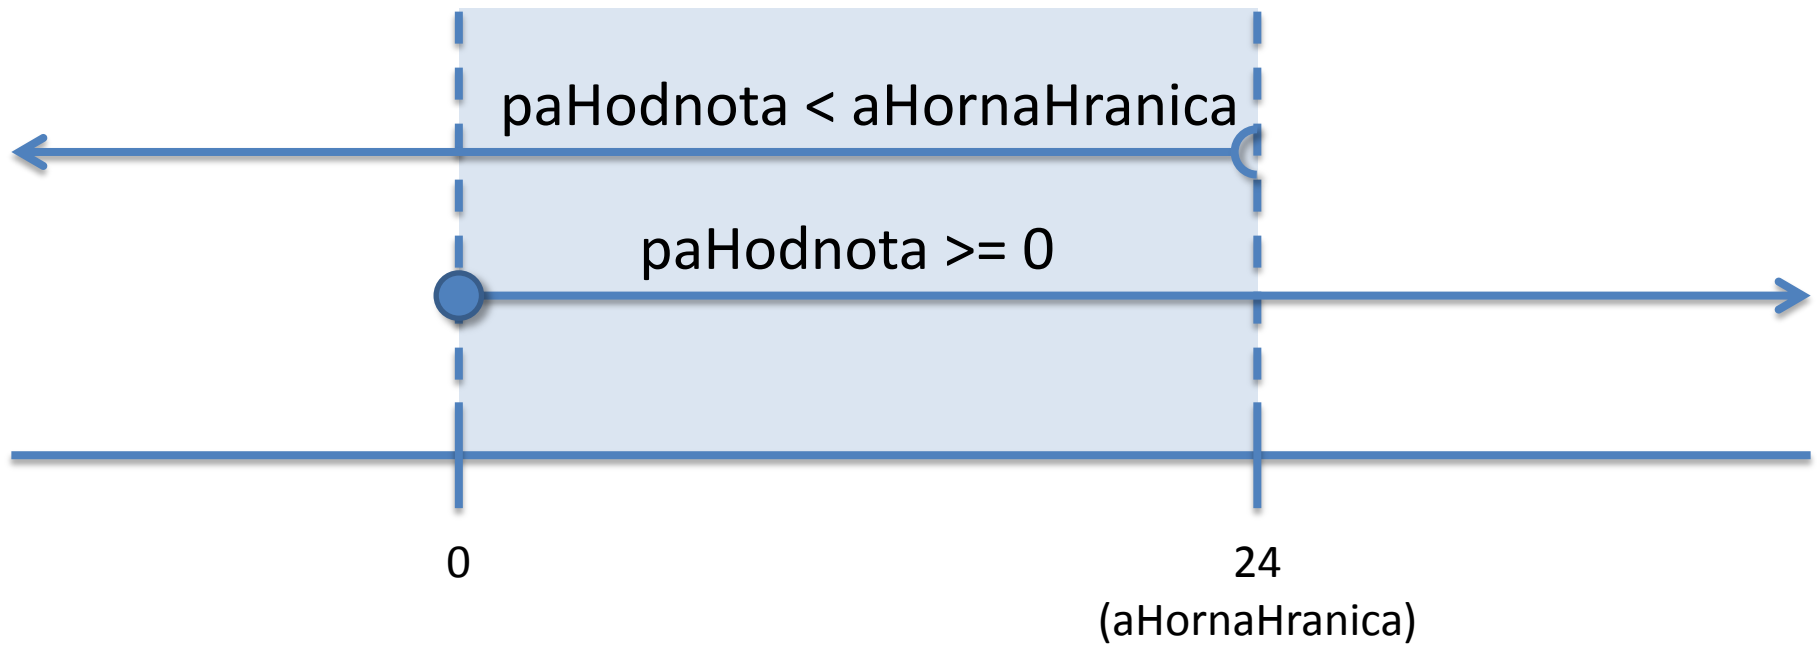 paHodnota < aHornaHranica
paHodnota >= 0
0
24
(aHornaHranica)